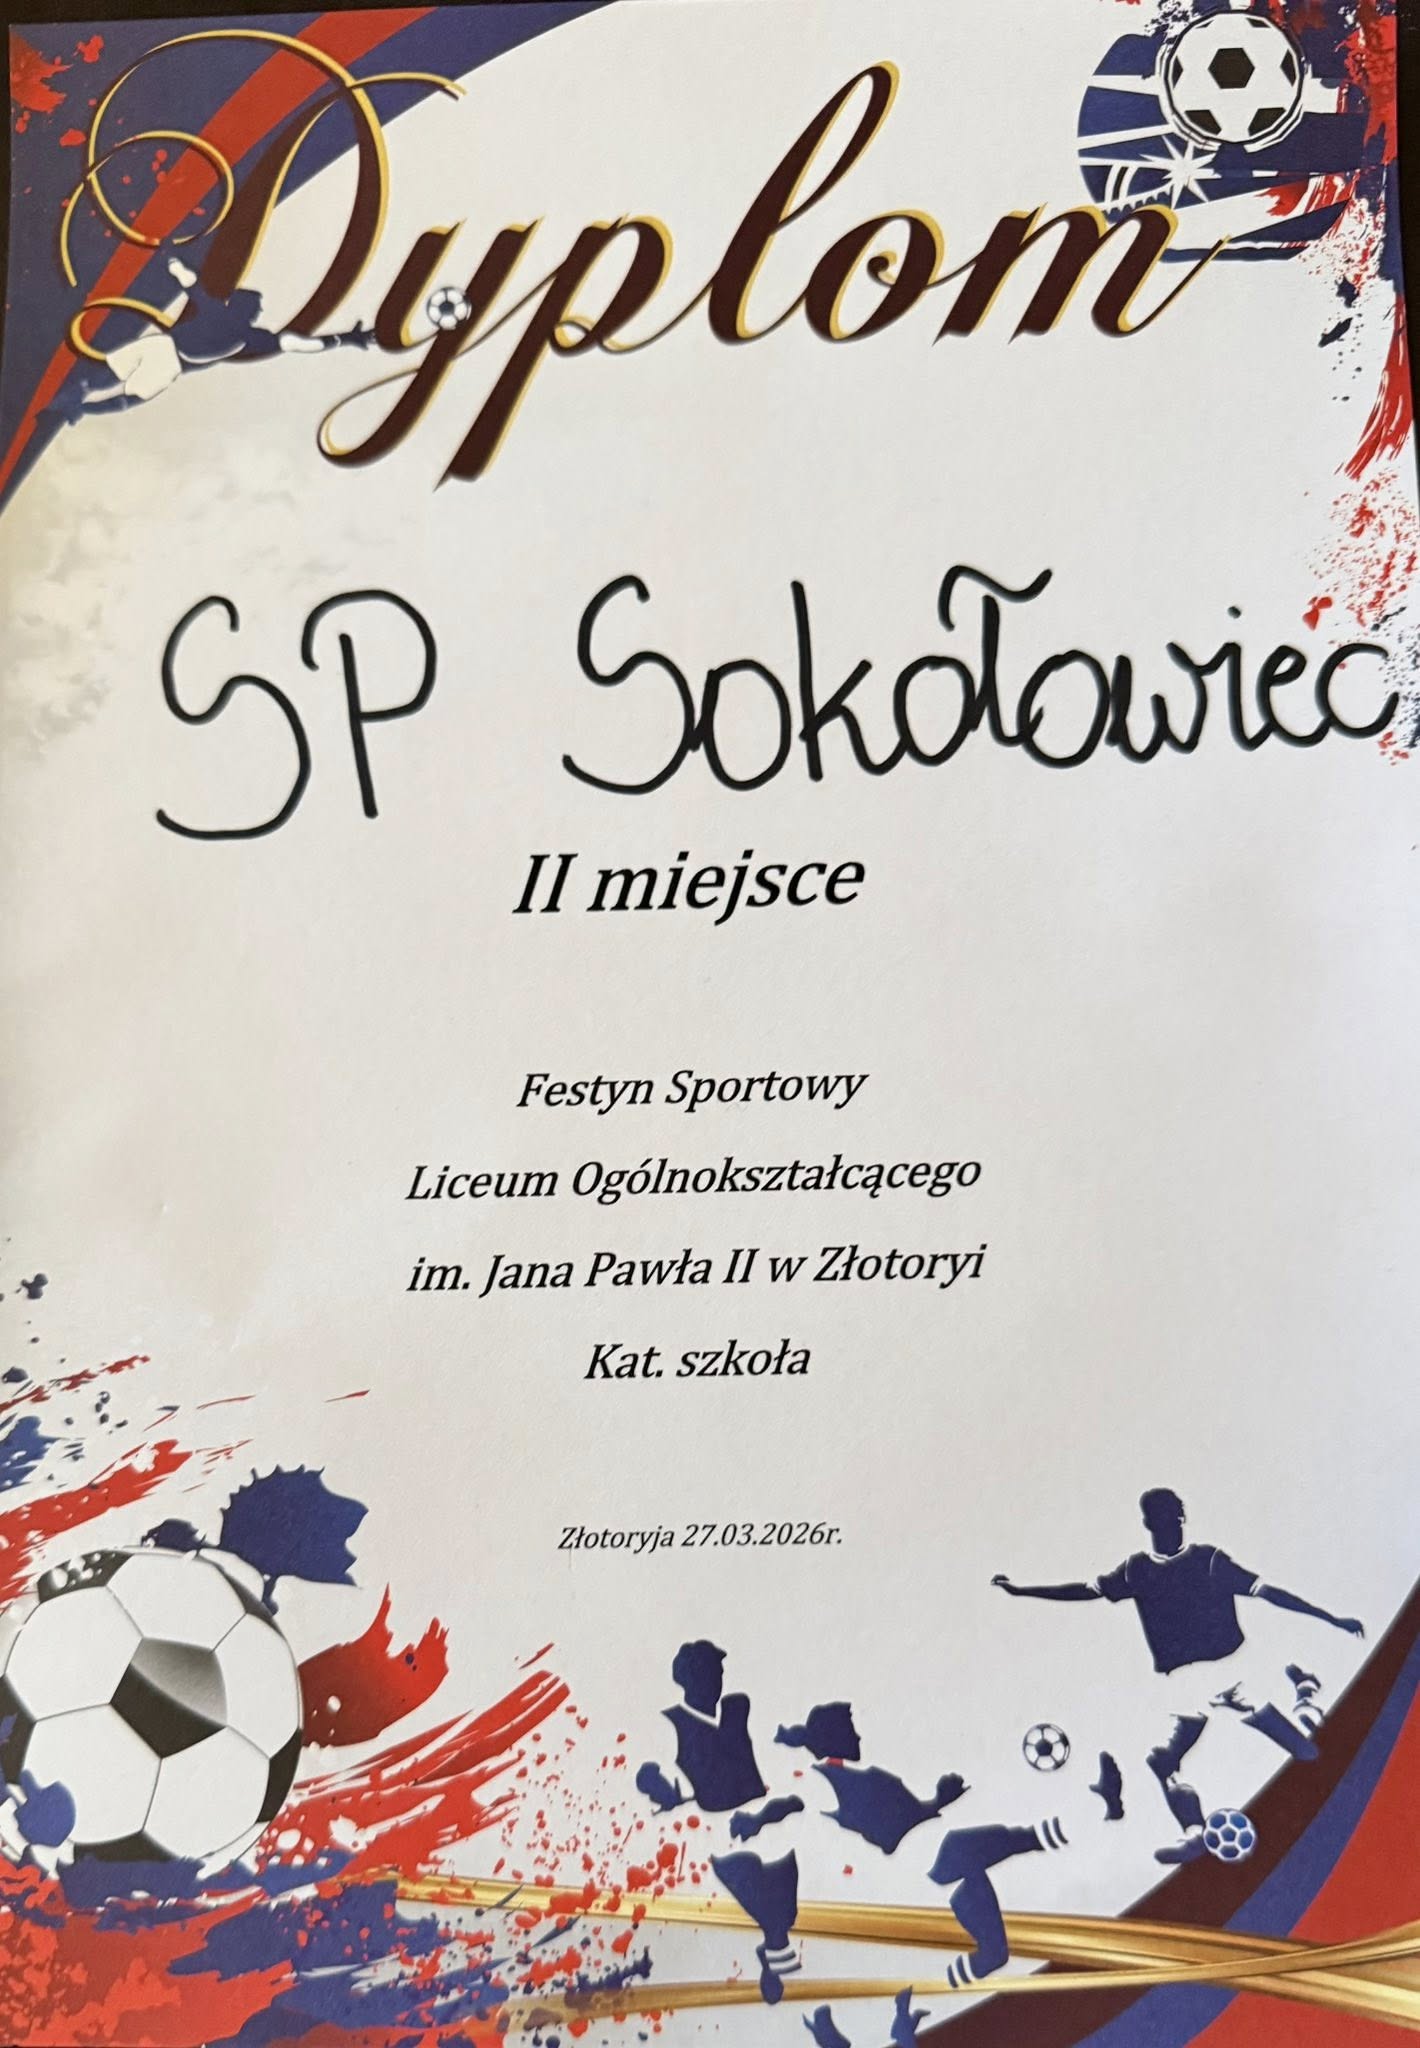 Dyplom
SP Sokołowiec
II miejsce
Festyn Sportowy
Liceum Ogólnokształcącego
im. Jana Pawła II w Złotoryi
Kat. szkoła
Złotoryja 27.03.2026r.